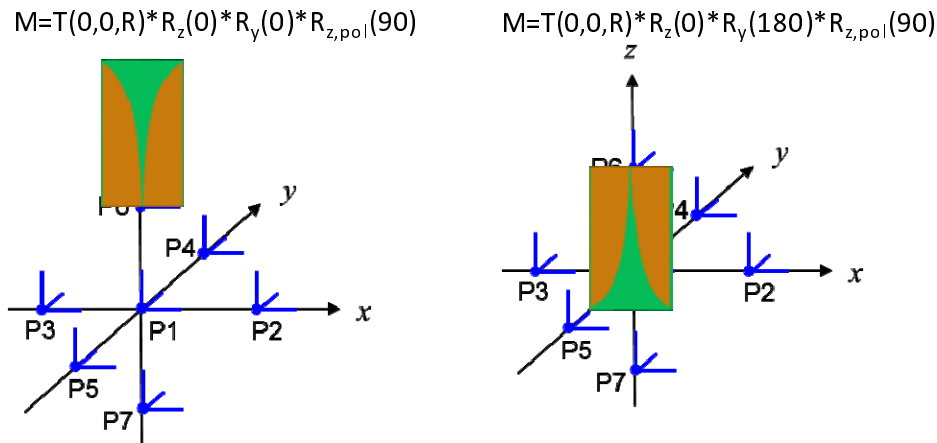 M=T(0,0,R)*Rz(0)*Ry(0)*Rz,pol(90)
M=T(0,0,R)*Rz(0)*Ry(180)*Rz,pol(90)
y
P4
x
P3
P1
P2
P5
P7
z
P6
y
4
x
P3
P2
P5
P7